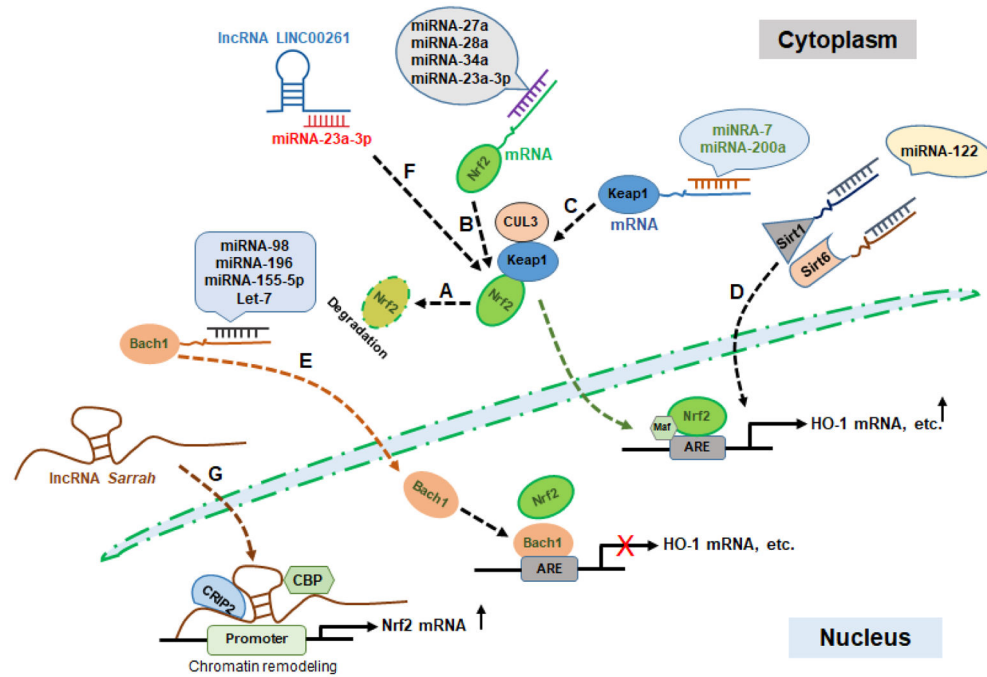 Cytoplasm
lncRNA LINC00261
miRNA-23a-3p
miRNA-27a
miRNA-28a
miRNA-34a
miRNA-23a-3p
Nrf2
mRNA
miNRA-7
miRNA-200a
Keap1
mRNA
miRNA-122
Sirt1
Sirt6
F
B
C
CUL3
Keap1
Nrf2
A
Nrf2
Degradation
D
miRNA-98
miRNA-196
miRNA-155-5p
Let-7
Bach1
E
Maf
Nrf2
ARE
HO-1 mRNA, etc.
lncRNA Sarrah
G
Bach1
Nrf2
Bach1
ARE
X
HO-1 mRNA, etc.
CRIP2
CBP
Promoter
Nrf2 mRNA
Chromatin remodeling
Nucleus